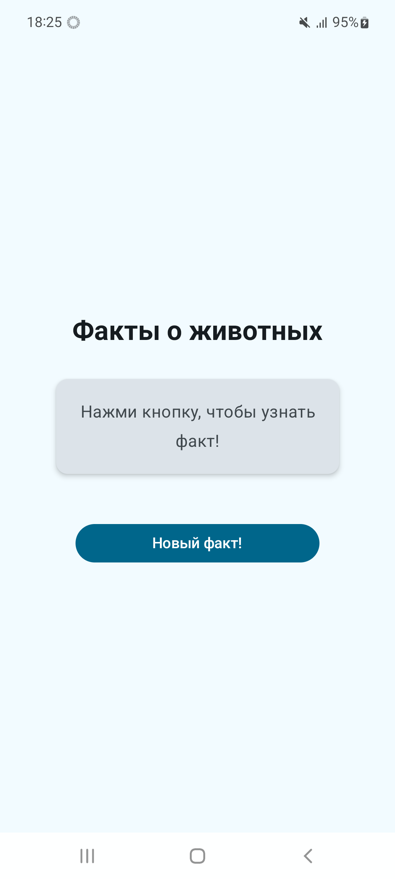 18:25 95%
Факты о животных
Нажми кнопку, чтобы узнать
факт!
Новый факт!